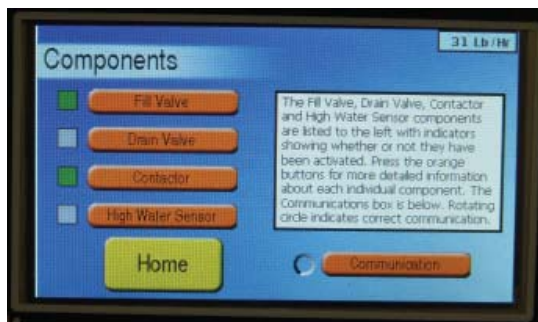 31 Lb/Hr
Components
Fill Valve
Drain Valve
Contactor
High Water Sensor
Home
The Fill Valve, Drain Valve, Contactor
and High Water Sensor components
are listed to the left with indicators
showing whether or not they have
been activated. Press the orange
buttons for more detailed information
about each individual component. The
Communications box is below. Rotating
circle indicates correct communication.
Communication